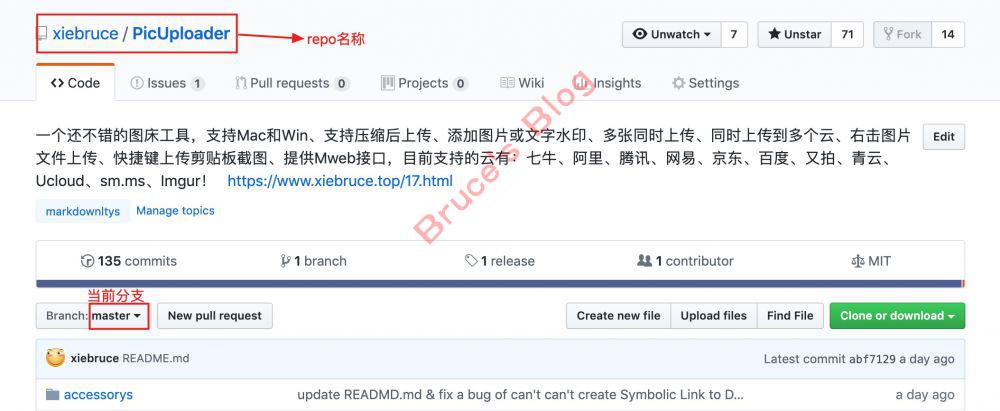 xiebruce / PicUploader repo名称 Unwatch 7 Unstar 71 Fork 14
Code Issues 1 Pull requests 0 Projects 0 Wiki Insights Settings
一个还不错的图床工具，支持Mac和Win、支持压缩后上传、添加图片或文字水印、多张同时上传、同时上传到多个云、右击图片 Edit
文件上传、快捷键上传剪贴板截图、提供Mweb接口，目前支持的云有：七牛、阿里、腾讯、网易、京东、百度、又拍、青云、
Ucloud、sm.ms、Imgur！ https://www.xiebruce.top/17.html
markdownltys Manage topics
Bruce's Blog
135 commits 1 branch 1 release 1 contributor MIT
当前分支
Branch: master New pull request Create new file Upload files Find File Clone or download
xiebruce README.md Latest commit abf7129 a day ago
accessorys update READMD.md & fix a bug of can't can't create Symbolic Link to D... a day ago